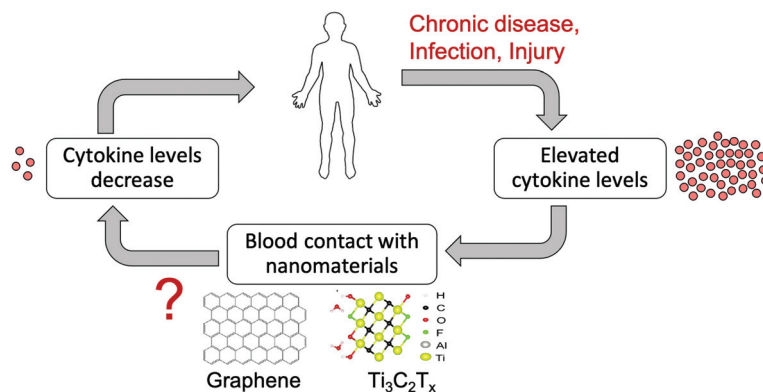 Chronic disease,
Infection, Injury
Cytokine levels
decrease
Elevated
cytokine levels
Blood contact with
nanomaterials
?
H
C
O
F
Al
Ti
Graphene
Ti₃C₂Tₓ